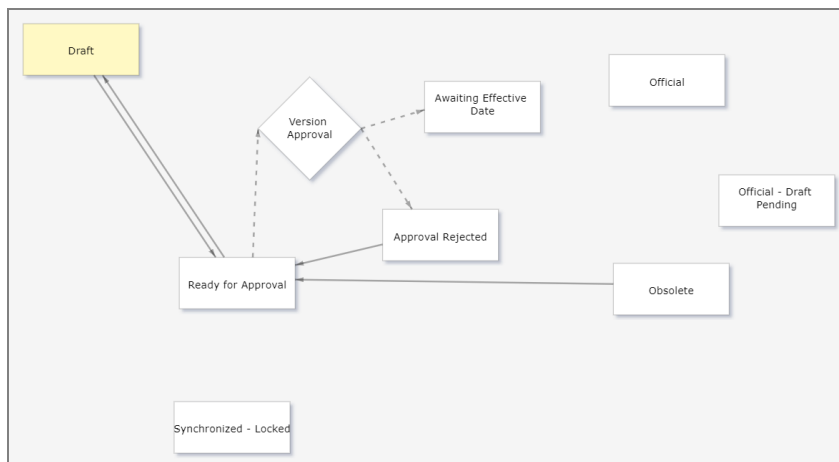 Draft
Official
Awaiting Effective
Date
Version
Approval
Official - Draft
Pending
Approval Rejected
Ready for Approval
Obsolete
Synchronized - Locked